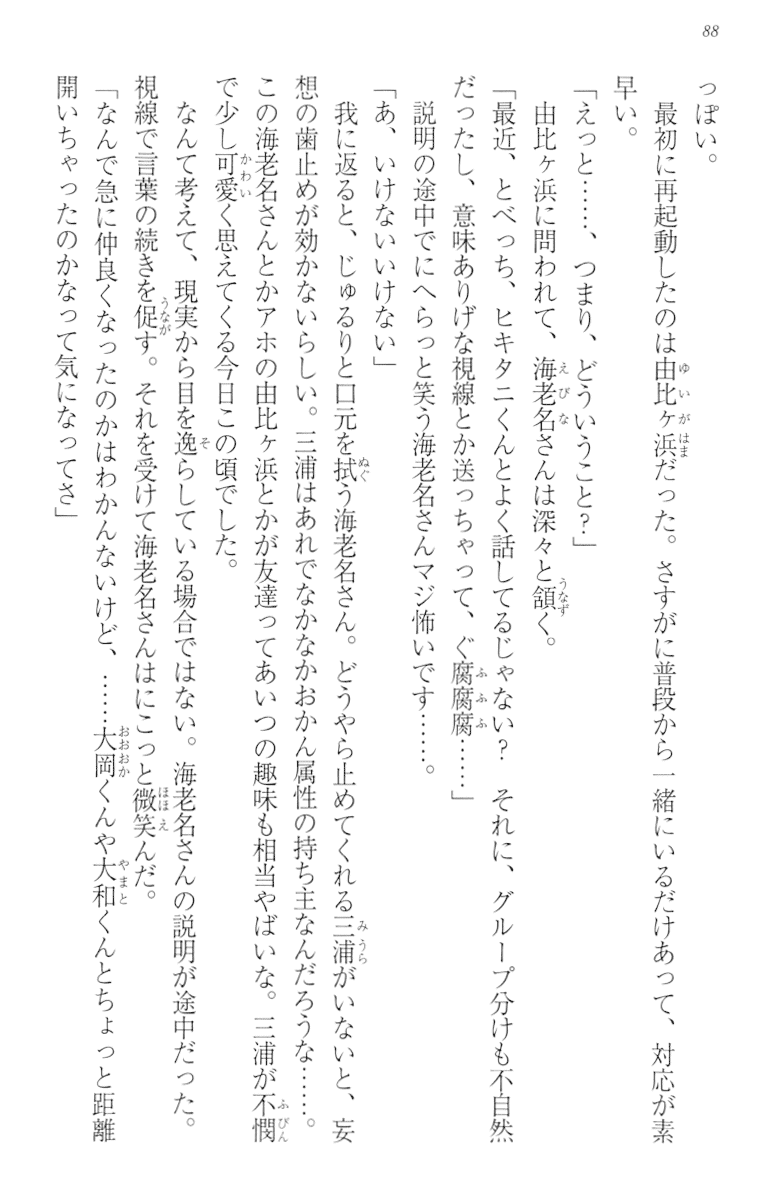 88
っぽい。
最初に再起動したのは由比ヶ浜だった。さすがに普段から一緒にいるだけあって、対応が素
早い。
「えっと……、つまり、どういうこと?」
由比ヶ浜に問われて、海老名さんは深々と頷く。
「最近、とべっち、ヒキタニくんとよく話してるじゃない? それに、グループ分けも不自然
だったし、意味ありげな視線とか送っちゃって、ぐ腐腐腐……」
説明の途中でにへらっと笑う海老名さんマジ怖いです……。
「あ、いけないいけない」
我に返ると、じゅるりと口元を拭う海老名さん。どうやら止めてくれる三浦がいないと、妄
想の歯止めが効かないらしい。三浦はあれでなかなかおかん属性の持ち主なんだろうな……。
この海老名さんとかアホの由比ヶ浜とかが友達ってあいつの趣味も相当やばいな。三浦が不憫
で少し可愛く思えてくる今日この頃でした。
なんて考えて、現実から目を逸らしている場合ではない。海老名さんの説明が途中だった。
視線で言葉の続きを促す。それを受けて海老名さんはにこっと微笑んだ。
「なんで急に仲良くなったのかはわかんないけど、……大岡くんや大和くんとちょっと距離
開いちゃったのかなって気になってさ」